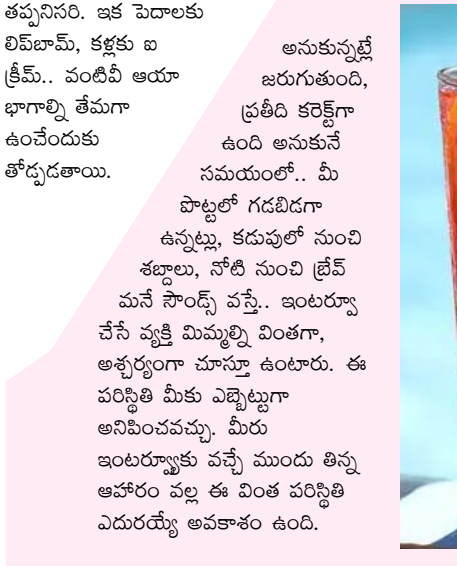 తప్పనిసరి. ఇక పెదాలకు
లిప్‌బామ్, కళ్లకు ఐ
క్రీమ్.. వంటివీ ఆయా
భాగాల్ని తేమగా
ఉంచేందుకు
తోడ్పడతాయి.
అనుకున్నట్లే
జరుగుతుంది,
ప్రతీది కరెక్ట్‌గా
ఉంది అనుకునే
సమయంలో.. మీ
పొట్టలో గడబిడగా
ఉన్నట్లు, కడుపులో నుంచి
శబ్దాలు, నోటి నుంచి బ్రేవ్
మనే సౌండ్స్ వస్తే.. ఇంటర్వూ
చేసే వ్యక్తి మిమ్మల్ని వింతగా,
అశ్చర్యంగా చూస్తూ ఉంటారు. ఈ
పరిస్థితి మీకు ఎబ్బెట్టుగా
అనిపించవచ్చు. మీరు
ఇంటర్వ్యూకు వచ్చే ముందు తిన్న
ఆహారం వల్ల ఈ వింత పరిస్థితి
ఎదురయ్యే అవకాశం ఉంది.